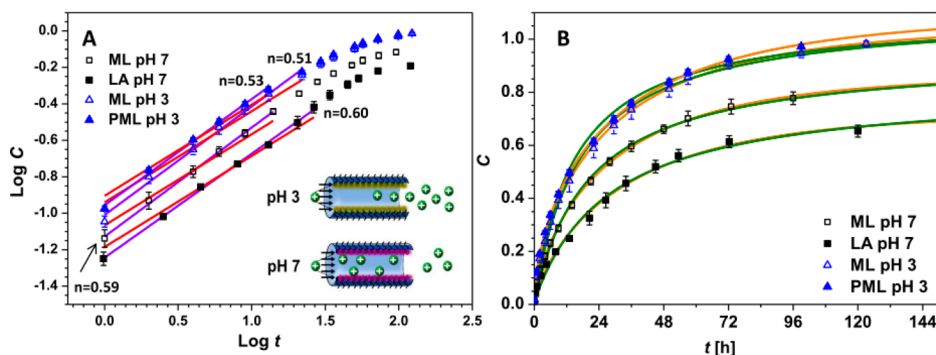 A
ML pH 7
LA pH 7
ML pH 3
PML pH 3
n=0.51
n=0.53
n=0.60
n=0.59
pH 3
pH 7
Log C
0.0
-0.2
-0.4
-0.6
-0.8
-1.0
-1.2
-1.4
0.0 0.5 1.0 1.5 2.0 2.5
Log t
B
ML pH 7
LA pH 7
ML pH 3
PML pH 3
C
1.0
0.8
0.6
0.4
0.2
0.0
0 24 48 72 96 120 144
t [h]